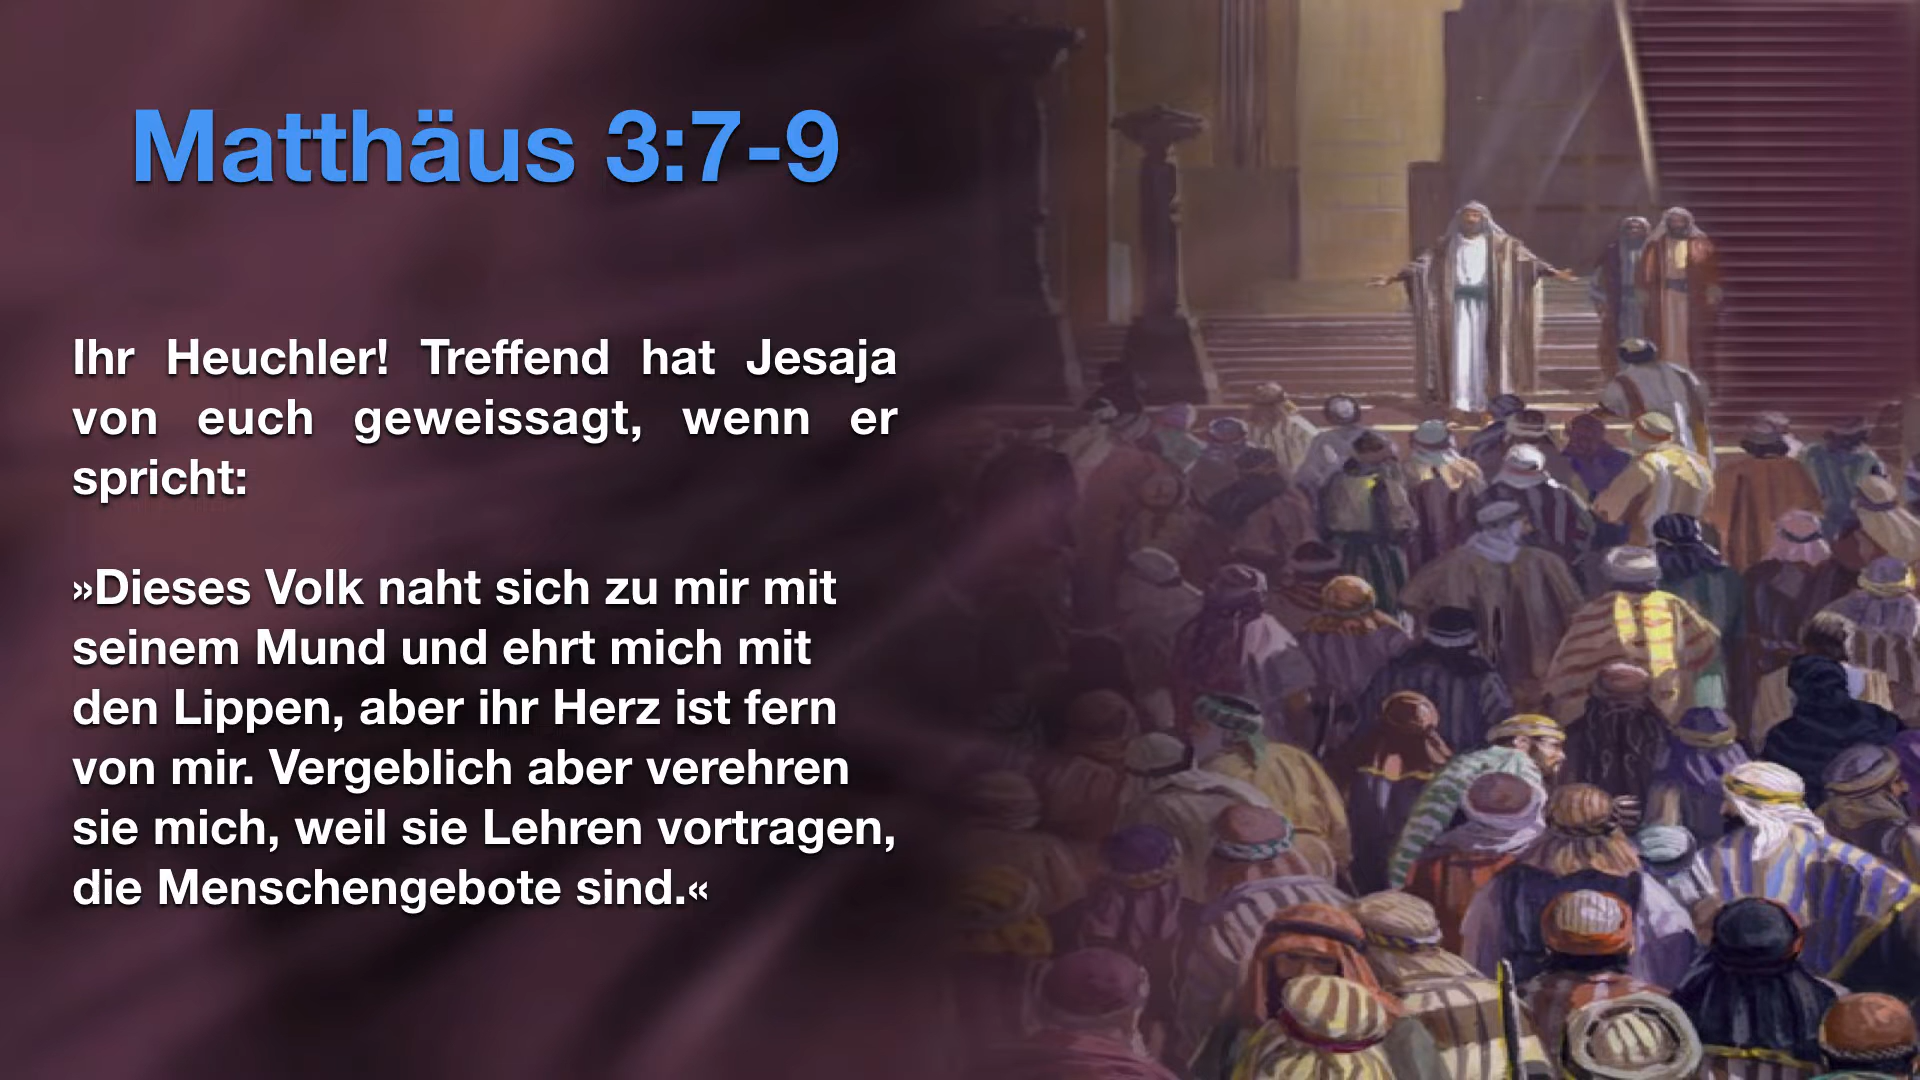 Matthäus 3:7-9
Ihr Heuchler! Treffend hat Jesaja
von euch geweissagt, wenn er
spricht:
»Dieses Volk naht sich zu mir mit
seinem Mund und ehrt mich mit
den Lippen, aber ihr Herz ist fern
von mir. Vergeblich aber verehren
sie mich, weil sie Lehren vortragen,
die Menschengebote sind.«